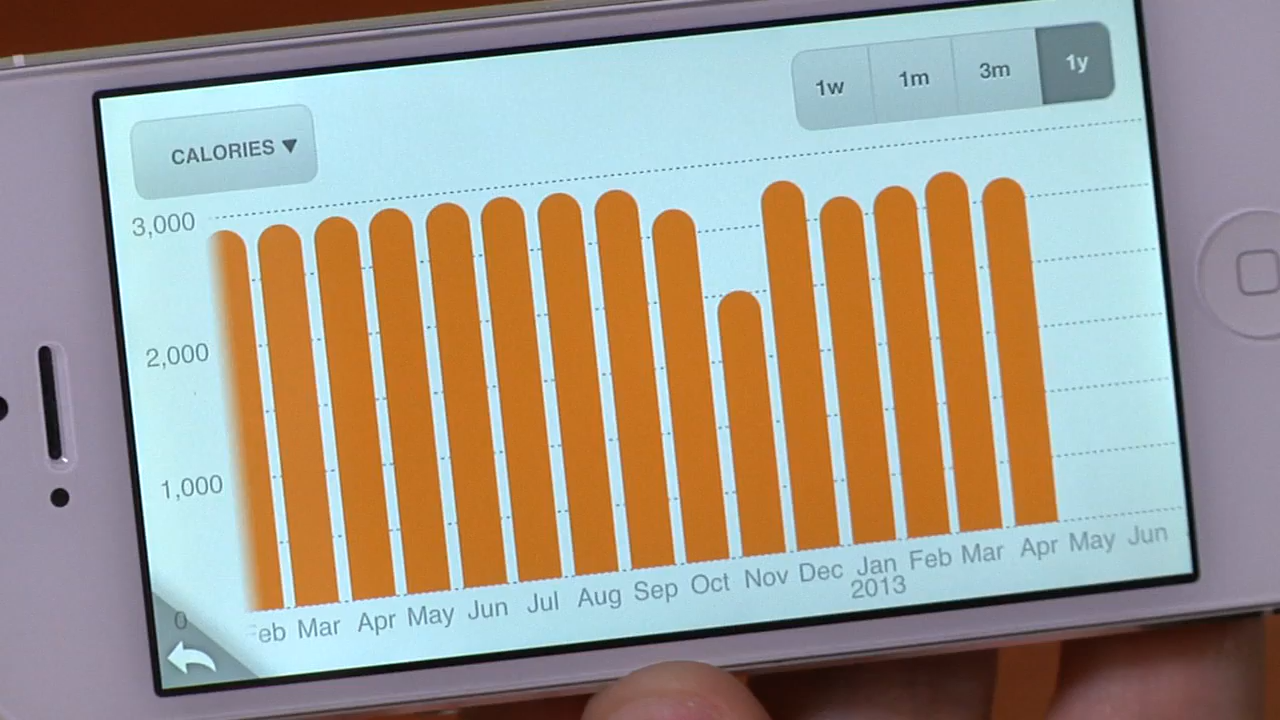 CALORIES ▼
1w 1m 3m 1y
3,000
2,000
1,000
0
eb Mar Apr May Jun Jul Aug Sep Oct Nov Dec Jan Feb Mar Apr May Jun
2013